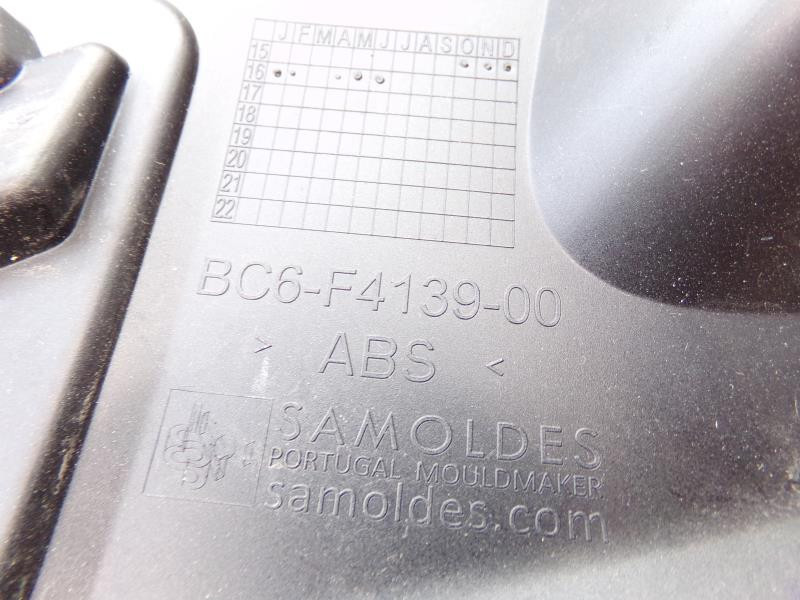 J F M A M J J A S O N D
15
16
17
18
19
20
21
22
BC6-F4139-00
> ABS <
SAMOLDES
PORTUGAL MOULDMAKER
samoldes.com